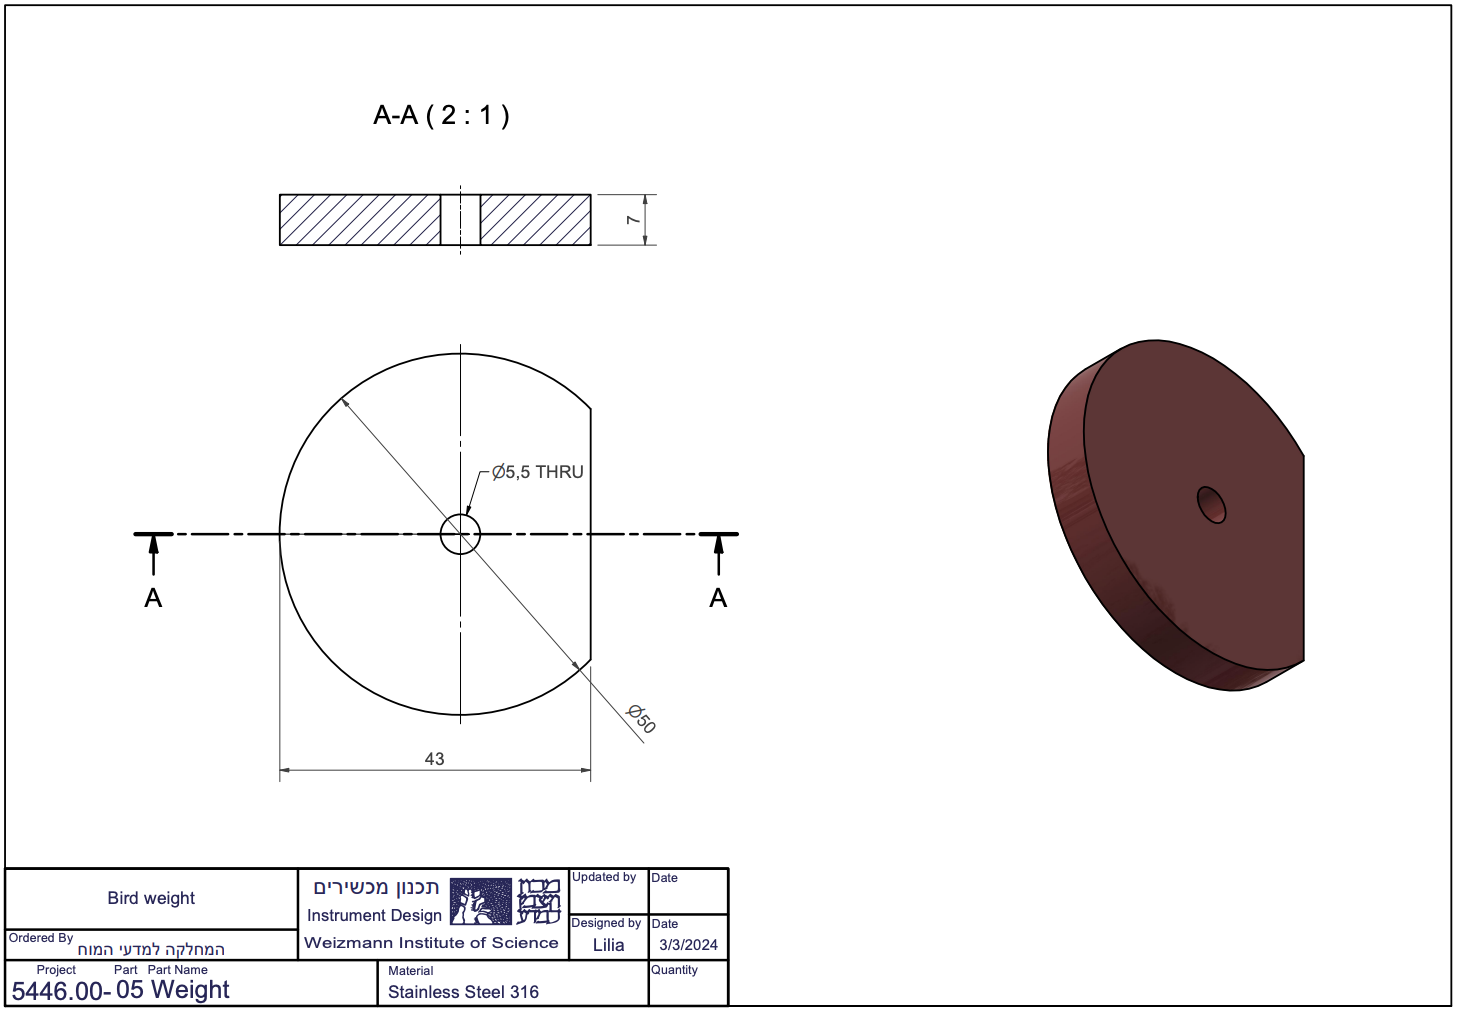 A-A ( 2 : 1 )
7
Ø5,5 THRU
A
A
Ø50
43
Bird weight
Ordered By
המחלקה למדעי המוח
תכנון מכשירים
Instrument Design
Weizmann Institute of Science
Updated by
Date
Designed by
Lilia
Date
3/3/2024
Project
Part
Part Name
5446.00- 05 Weight
Material
Stainless Steel 316
Quantity